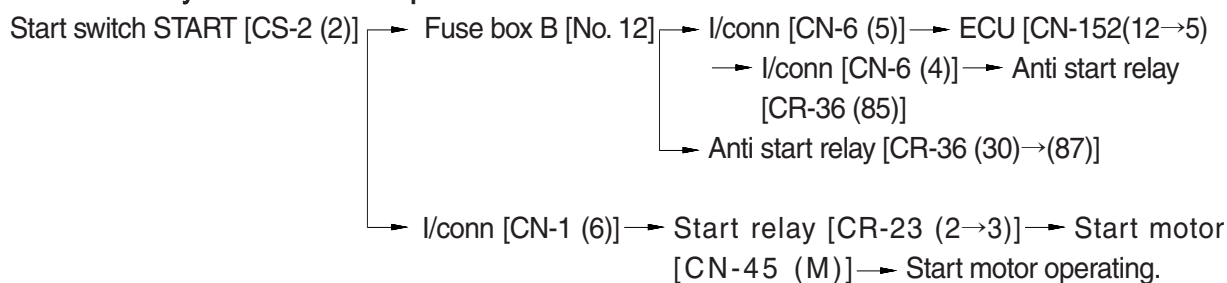 Start switch START [CS-2 (2)] → Fuse box B [No. 12] → I/conn [CN-6 (5)] → ECU [CN-152(12→5)
→ I/conn [CN-6 (4)] → Anti start relay
[CR-36 (85)]
→ Anti start relay [CR-36 (30)→(87)]
→ I/conn [CN-1 (6)] → Start relay [CR-23 (2→3)] → Start motor
[CN-45 (M)] → Start motor operating.